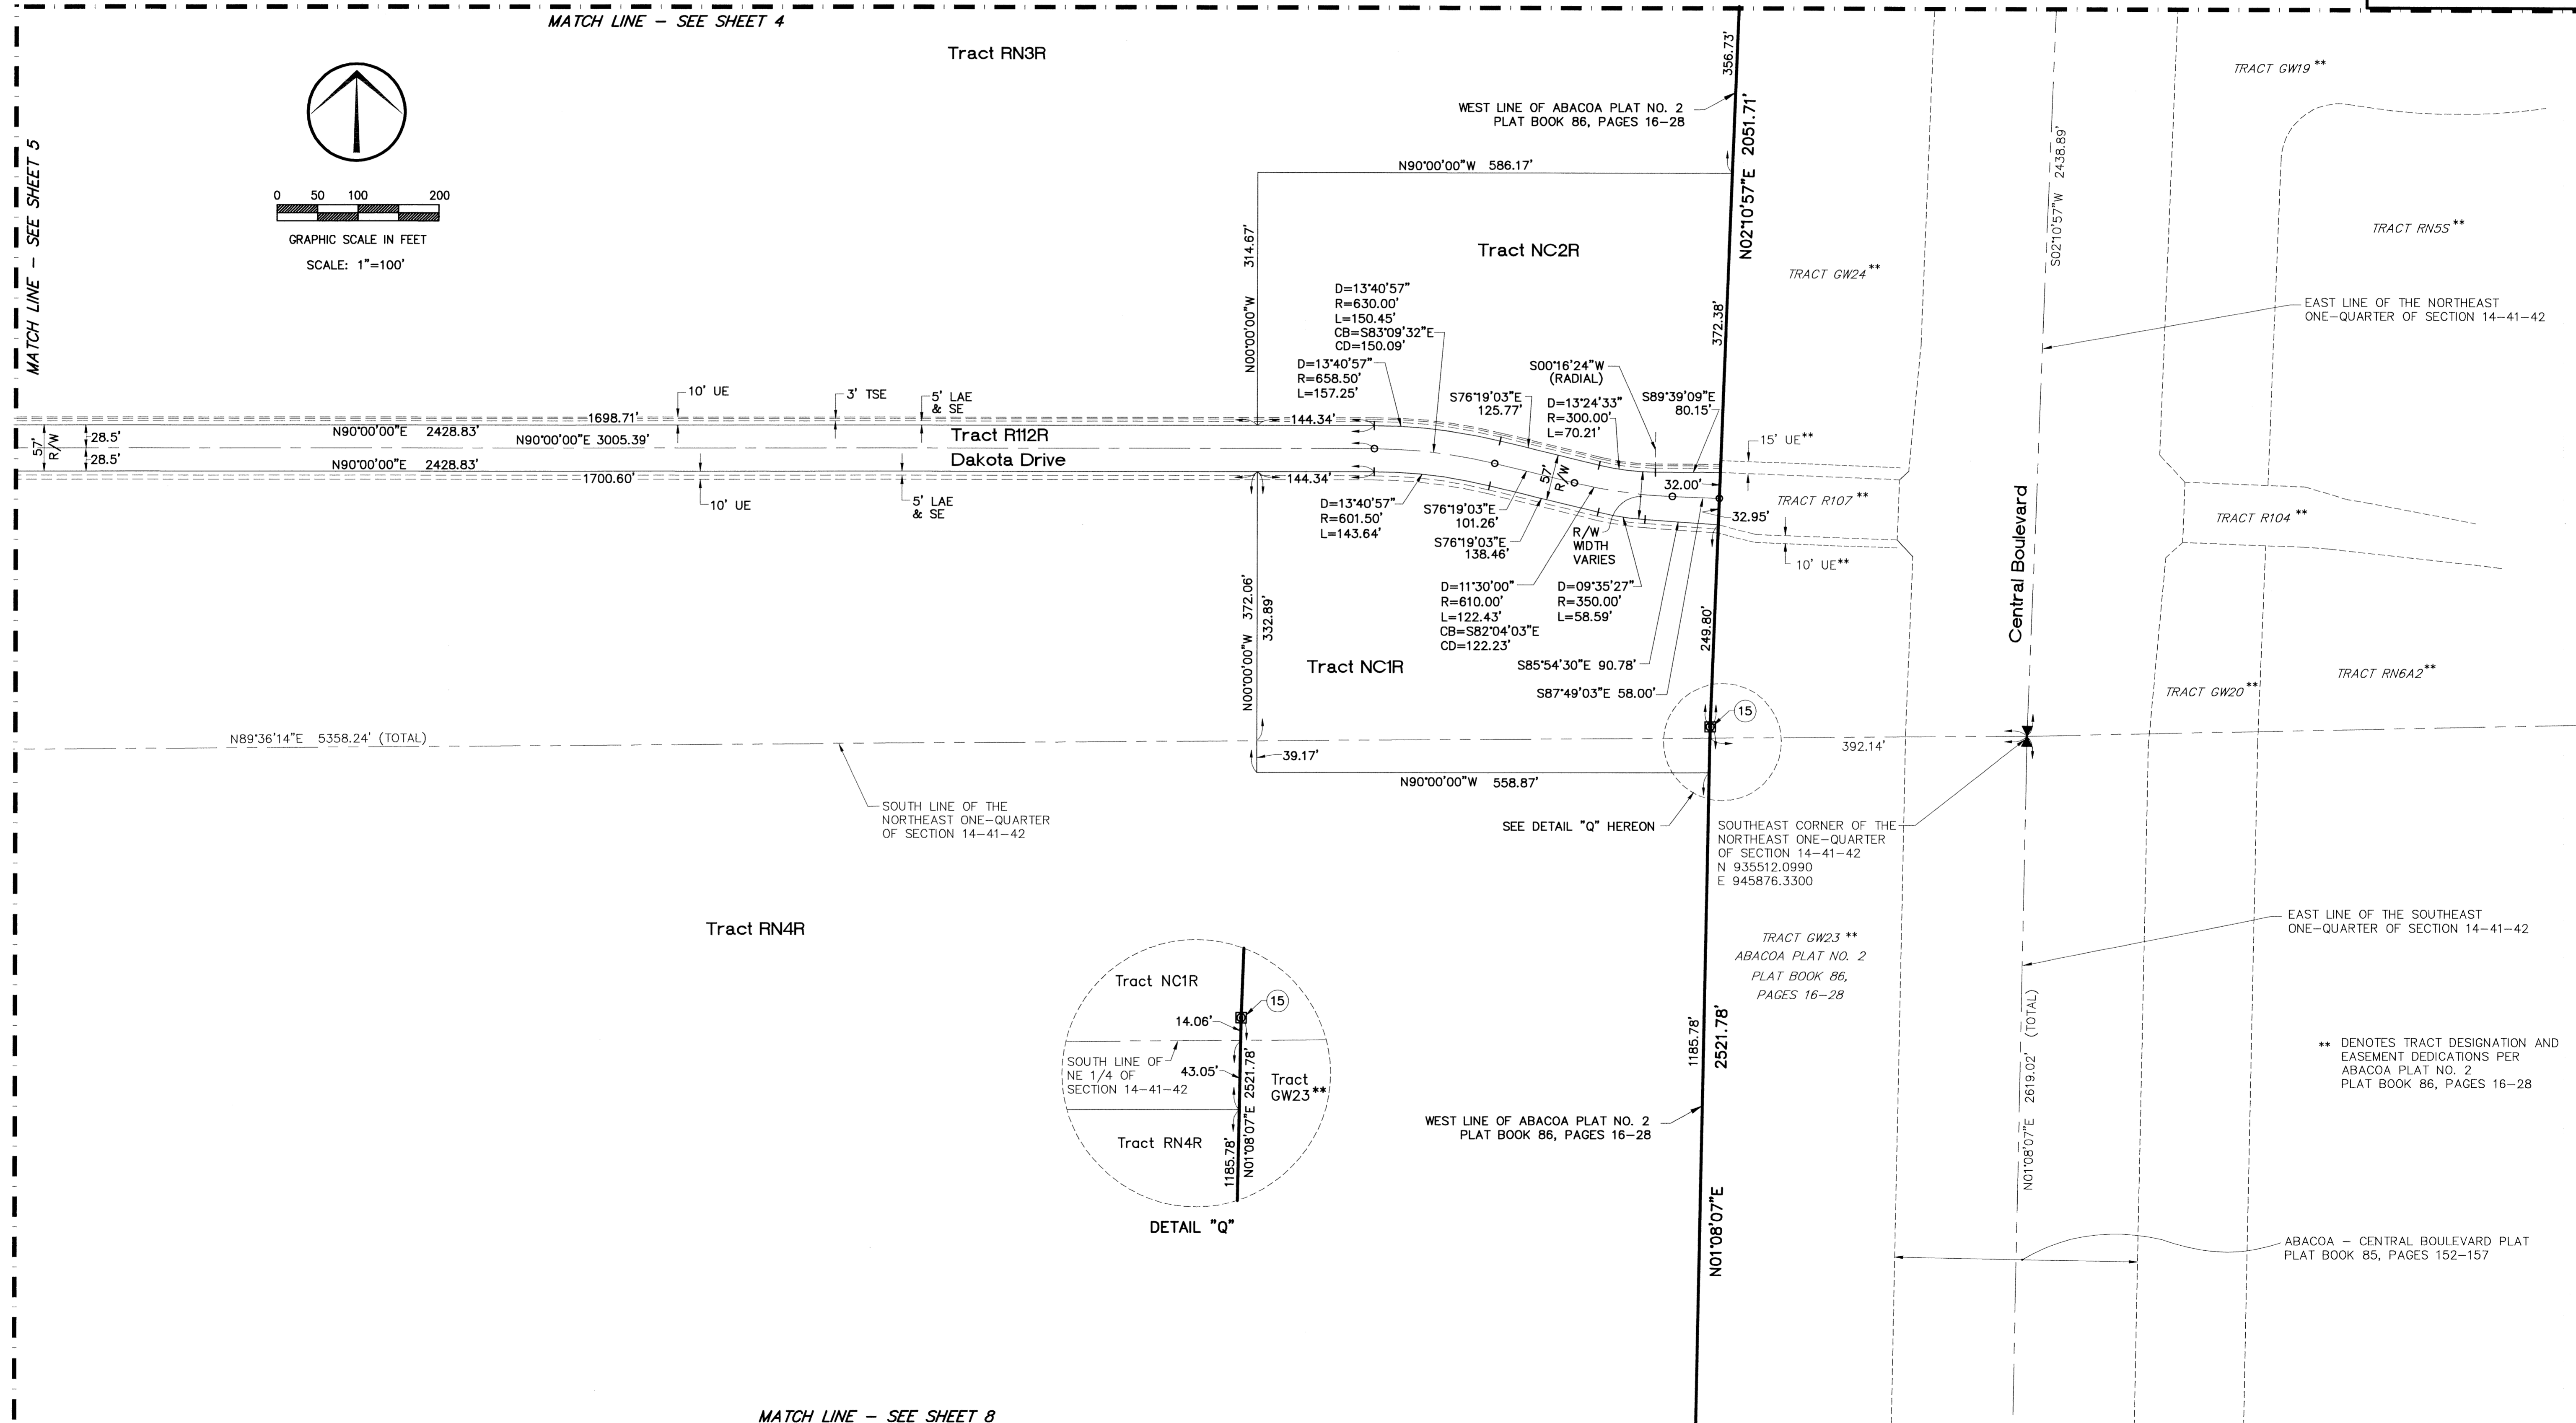 MATCH LINE – SEE SHEET 4
MATCH LINE – SEE SHEET 5
Tract RN3R
0 50 100 200
GRAPHIC SCALE IN FEET
SCALE: 1"=100'
WEST LINE OF ABACOA PLAT NO. 2
PLAT BOOK 86, PAGES 16–28
356.73'
N02°10'57"E 2051.71'
N90°00'00"W 586.17'
N00°00'00"W 314.67'
Tract NC2R
372.38'
TRACT GW19 **
S02°10'57"W 2438.89'
TRACT RN5S **
TRACT GW24 **
EAST LINE OF THE NORTHEAST
ONE–QUARTER OF SECTION 14–41–42
D=13°40'57"
R=630.00'
L=150.45'
CB=S83°09'32"E
CD=150.09'
D=13°40'57"
R=658.50'
L=157.25'
S00°16'24"W
(RADIAL)
S76°19'03"E
125.77'
D=13°24'33"
R=300.00'
L=70.21'
S89°39'09"E
80.15'
10' UE
3' TSE
5' LAE
& SE
1698.71'
144.34'
57'
R/W
28.5'
28.5'
N90°00'00"E 2428.83'
N90°00'00"E 3005.39'
Tract R112R
Dakota Drive
N90°00'00"E 2428.83'
1700.60'
144.34'
10' UE
5' LAE
& SE
57'
R/W
15' UE**
32.00'
32.95'
TRACT R107 **
10' UE**
TRACT R104 **
D=13°40'57"
R=601.50'
L=143.64'
S76°19'03"E
101.26'
S76°19'03"E
138.46'
R/W
WIDTH
VARIES
D=11°30'00"
R=610.00'
L=122.43'
CB=S82°04'03"E
CD=122.23'
D=09°35'27"
R=350.00'
L=58.59'
S85°54'30"E 90.78'
S87°49'03"E 58.00'
249.80'
N00°00'00"W 372.06'
332.89'
Tract NC1R
Central Boulevard
TRACT GW20 **
TRACT RN6A2 **
15
N89°36'14"E 5358.24' (TOTAL)
39.17'
392.14'
N90°00'00"W 558.87'
SOUTH LINE OF THE
NORTHEAST ONE–QUARTER
OF SECTION 14–41–42
SEE DETAIL "Q" HEREON
SOUTHEAST CORNER OF THE
NORTHEAST ONE–QUARTER
OF SECTION 14–41–42
N 935512.0990
E 945876.3300
Tract RN4R
TRACT GW23 **
ABACOA PLAT NO. 2
PLAT BOOK 86,
PAGES 16–28
EAST LINE OF THE SOUTHEAST
ONE–QUARTER OF SECTION 14–41–42
Tract NC1R
15
14.06'
SOUTH LINE OF
NE 1/4 OF
SECTION 14–41–42
43.05'
Tract
GW23**
Tract RN4R
1185.78'
N01°08'07"E 2521.78'
DETAIL "Q"
1185.78'
2521.78'
N01°08'07"E
WEST LINE OF ABACOA PLAT NO. 2
PLAT BOOK 86, PAGES 16–28
N01°08'07"E 2619.02' (TOTAL)
** DENOTES TRACT DESIGNATION AND
EASEMENT DEDICATIONS PER
ABACOA PLAT NO. 2
PLAT BOOK 86, PAGES 16–28
ABACOA – CENTRAL BOULEVARD PLAT
PLAT BOOK 85, PAGES 152–157
MATCH LINE – SEE SHEET 8